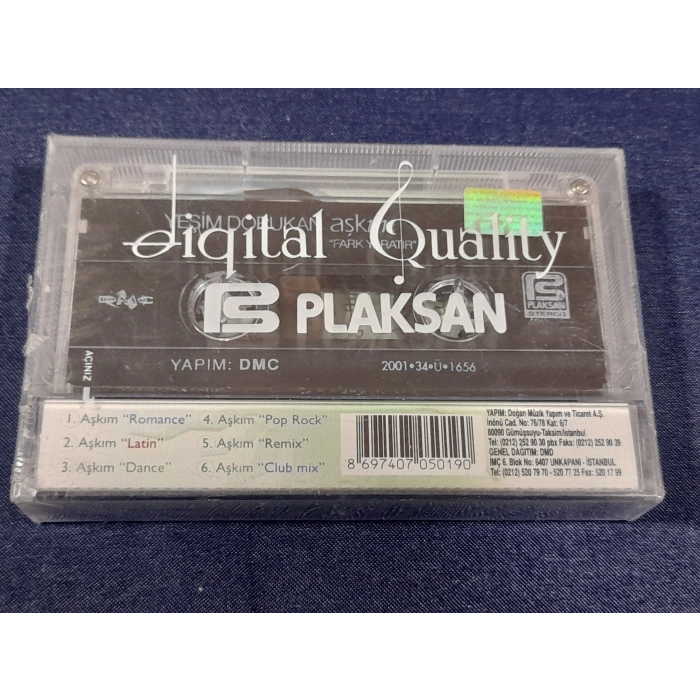 Digital Quality
YEŞİM DOBUKAN aşkım
"FARK YARATIR"
PLAKSAN
PLAKSAN
STEREO
DMC
YAPIM: DMC
2001•34•Ü•1656
AÇINIZ
1. Aşkım "Romance"
2. Aşkım "Latin"
3. Aşkım "Dance"
4. Aşkım "Pop Rock"
5. Aşkım "Remix"
6. Aşkım "Club mix"
8 697407 050190
YAPIM: Doğan Müzik Yapım ve Ticaret A.Ş.
İnönü Cad. No: 76/78 Kat: 6/7
80090 Gümüşsuyu-Taksim/İstanbul
Tel: (0212) 252 90 30 pbx Faks: (0212) 252 90 39
GENEL DAĞITIM: DMD
İMÇ 6. Blok No: 6407 UNKAPANI - İSTANBUL
Tel: (0212) 520 79 70 - 520 77 25 Fax: 520 17 99